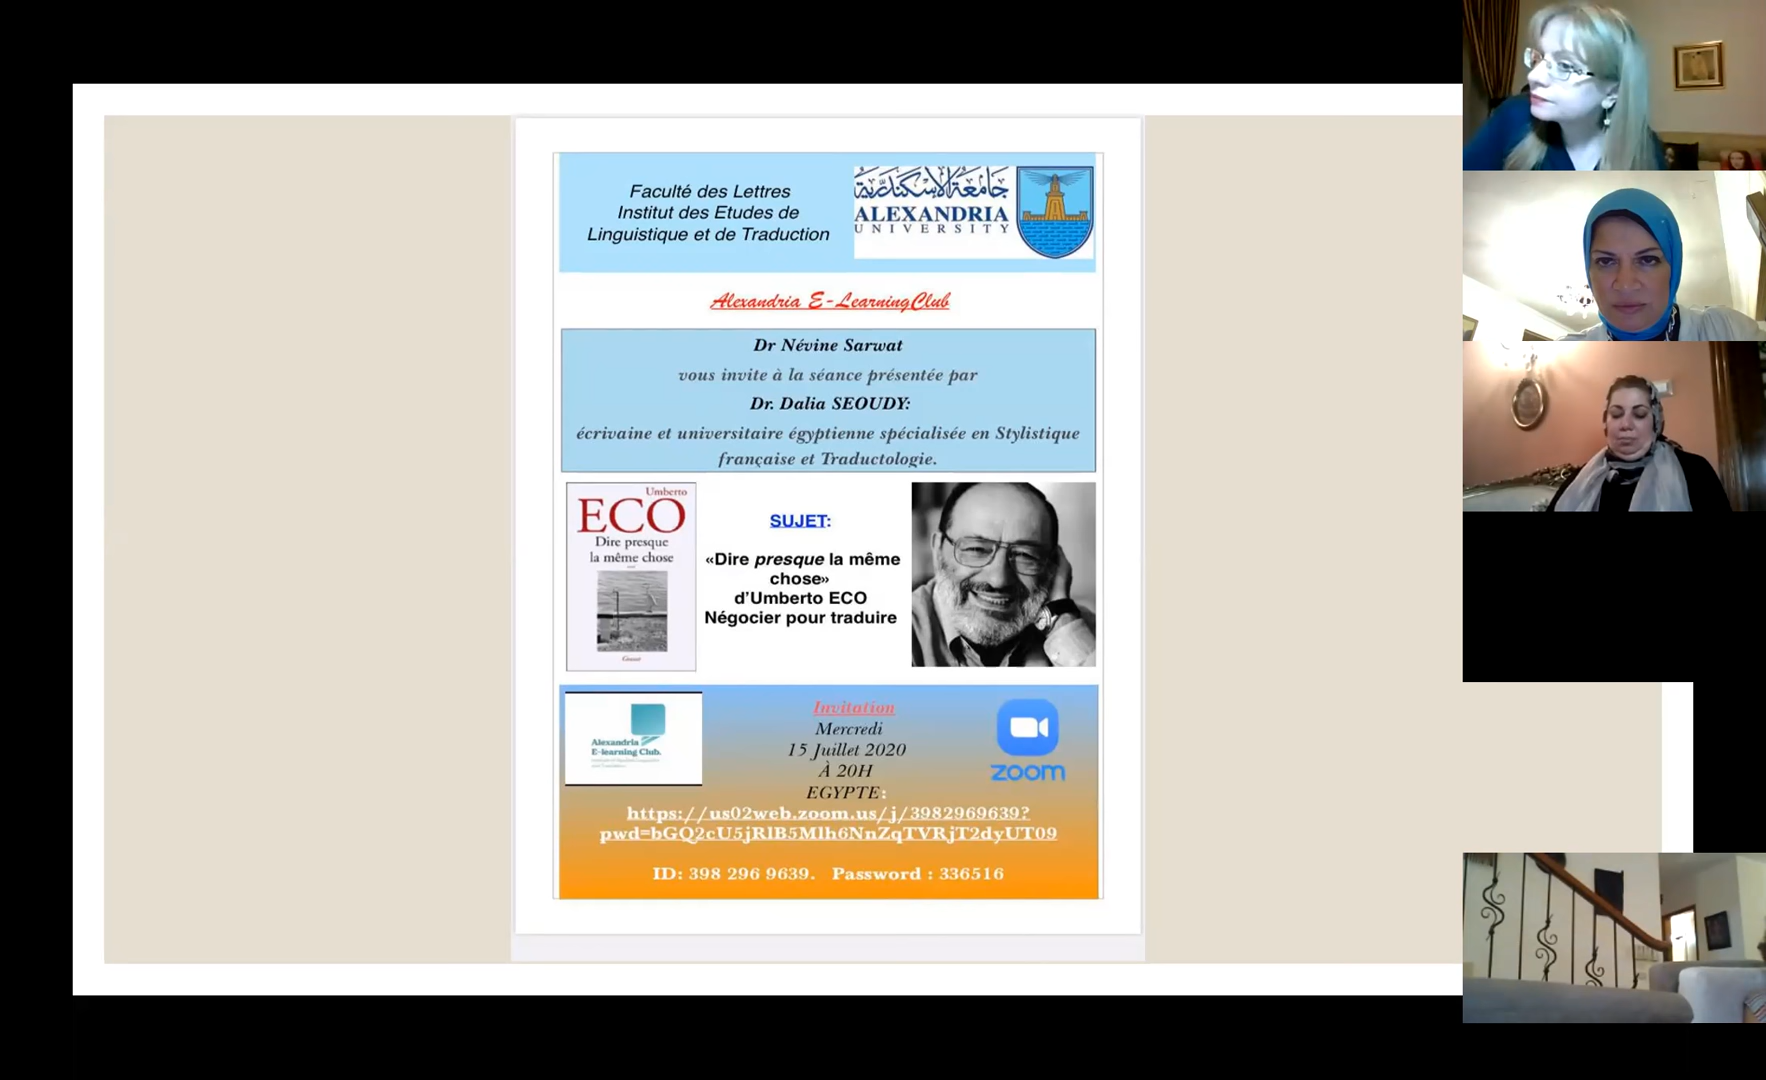 Faculté des Lettres
Institut des Etudes de
Linguistique et de Traduction
جامعة الإسكندرية
ALEXANDRIA
UNIVERSITY
Alexandria E-LearningClub
Dr Névine Sarwat
vous invite à la séance présentée par
Dr. Dalia SEOUDY:
écrivaine et universitaire égyptienne spécialisée en Stylistique
française et Traductologie.
Umberto
ECO
Dire presque
la même chose
Grasset
SUJET:
«Dire presque la même
chose»
d'Umberto ECO
Négocier pour traduire
Alexandria
E-learning Club.
Invitation
Mercredi
15 Juillet 2020
À 20H
EGYPTE:
zoom
https://us02web.zoom.us/j/3982969639?
pwd=bGQ2cU5jRlB5Mlh6NnZqTVRjT2dyUT09
ID: 398 296 9639. Password : 336516